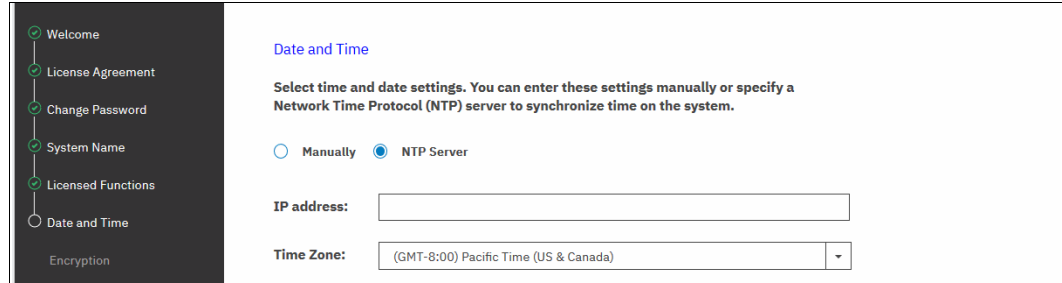 Welcome
License Agreement
Change Password
System Name
Licensed Functions
Date and Time
Encryption
Date and Time
Select time and date settings. You can enter these settings manually or specify a
Network Time Protocol (NTP) server to synchronize time on the system.
Manually NTP Server
IP address:
Time Zone: (GMT-8:00) Pacific Time (US & Canada)